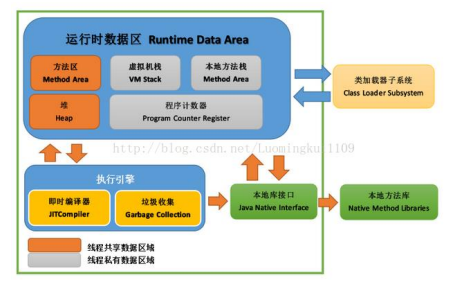 运行时数据区 Runtime Data Area
方法区
Method Area
虚拟机栈
VM Stack
本地方法栈
Method Area
堆
Heap
程序计数器
Program Counter Register
类加载器子系统
Class Loader Subsystem
执行引擎
即时编译器
JITCompiler
垃圾收集
Garbage Collection
本地库接口
Java Native Interface
本地方法库
Native Method Libraries
线程共享数据区域
线程私有数据区域